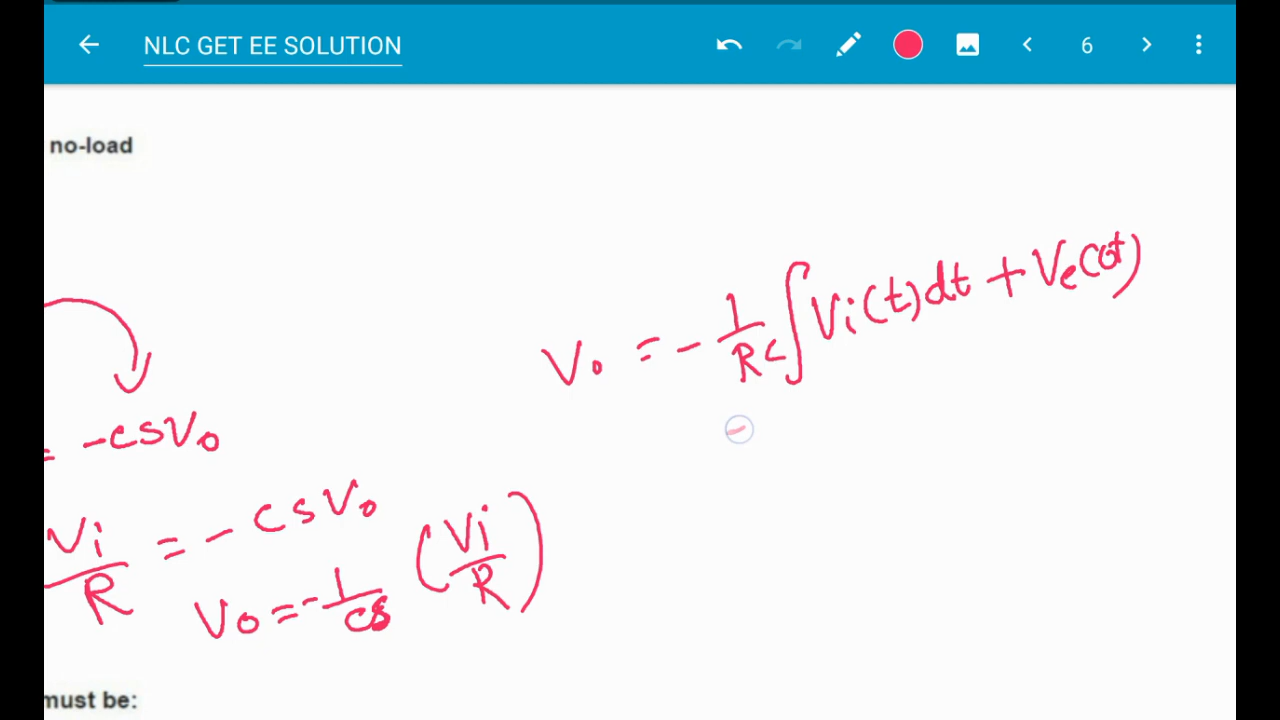 NLC GET EE SOLUTION
6
no-load
V₀ = - 1/RC ∫ Vi(t) dt + Vc(0+)
= -CSV₀
Vi/R = - CSV₀
V₀ = - 1/CS (Vi/R)
must be: